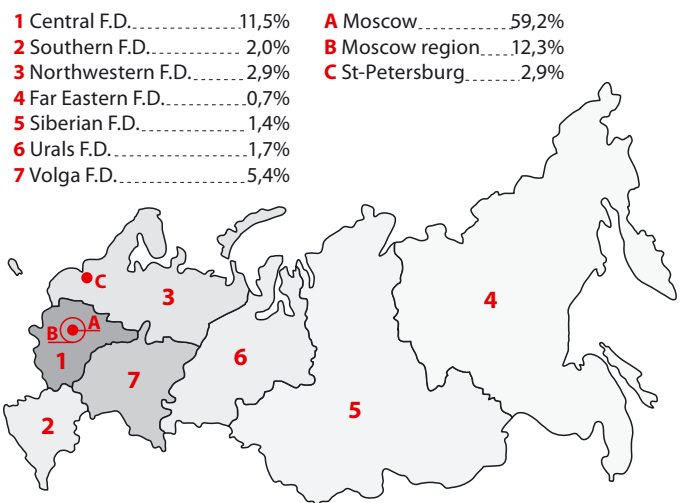 1 Central F.D. 11,5%
2 Southern F.D. 2,0%
3 Northwestern F.D. 2,9%
4 Far Eastern F.D. 0,7%
5 Siberian F.D. 1,4%
6 Urals F.D. 1,7%
7 Volga F.D. 5,4%
A Moscow 59,2%
B Moscow region 12,3%
C St-Petersburg 2,9%
C
3
4
A
B
1
6
7
5
2